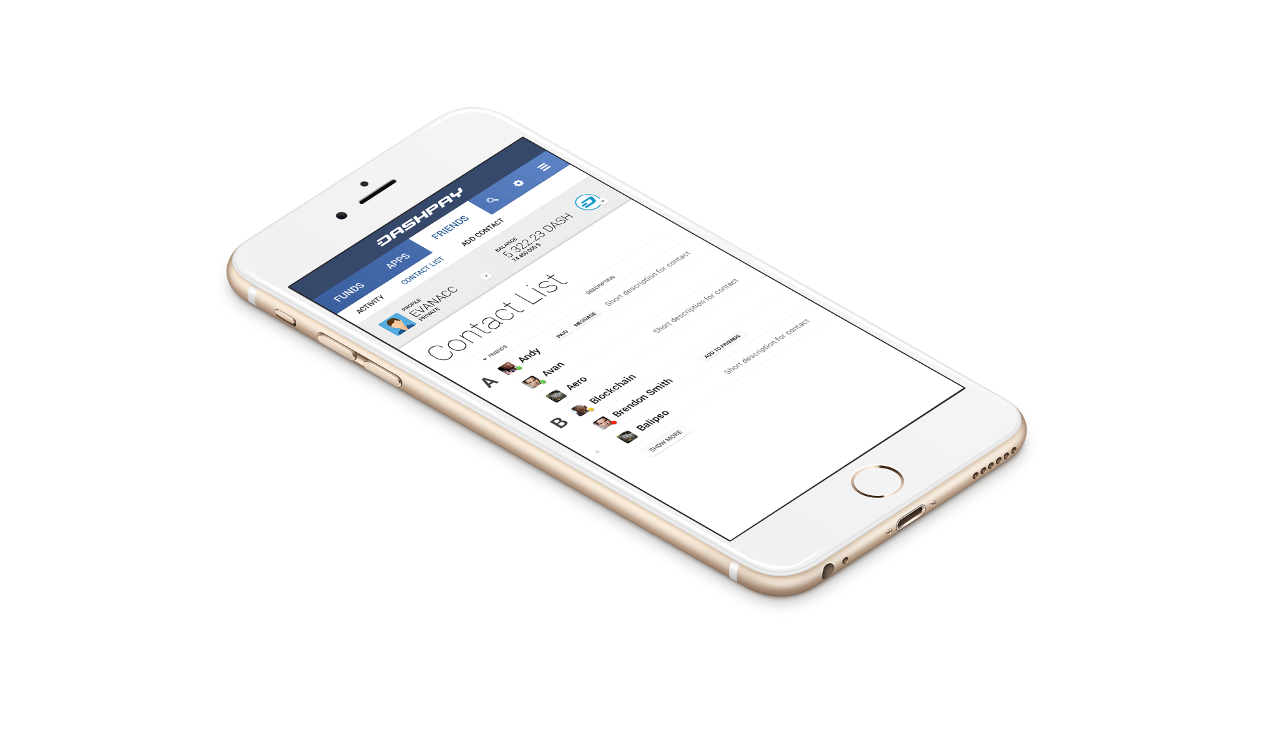 DASHPAY
FUNDS APPS FRIENDS
ACTIVITY CONTACT LIST ADD CONTACT
PROFILE
EVANACC
PRIVATE
BALANCE
5,322.23 DASH
74 460 000 $
Contact List
FRIENDS DESCRIPTION
A
Andy PAID MESSAGE Short description for contact
Avan
Aero Short description for contact
B
Blockchain
Brendon Smith ADD TO FRIENDS
Balipso Short description for contact
SHOW MORE